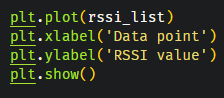 plt.plot(rssi_list)
plt.xlabel('Data point')
plt.ylabel('RSSI value')
plt.show()